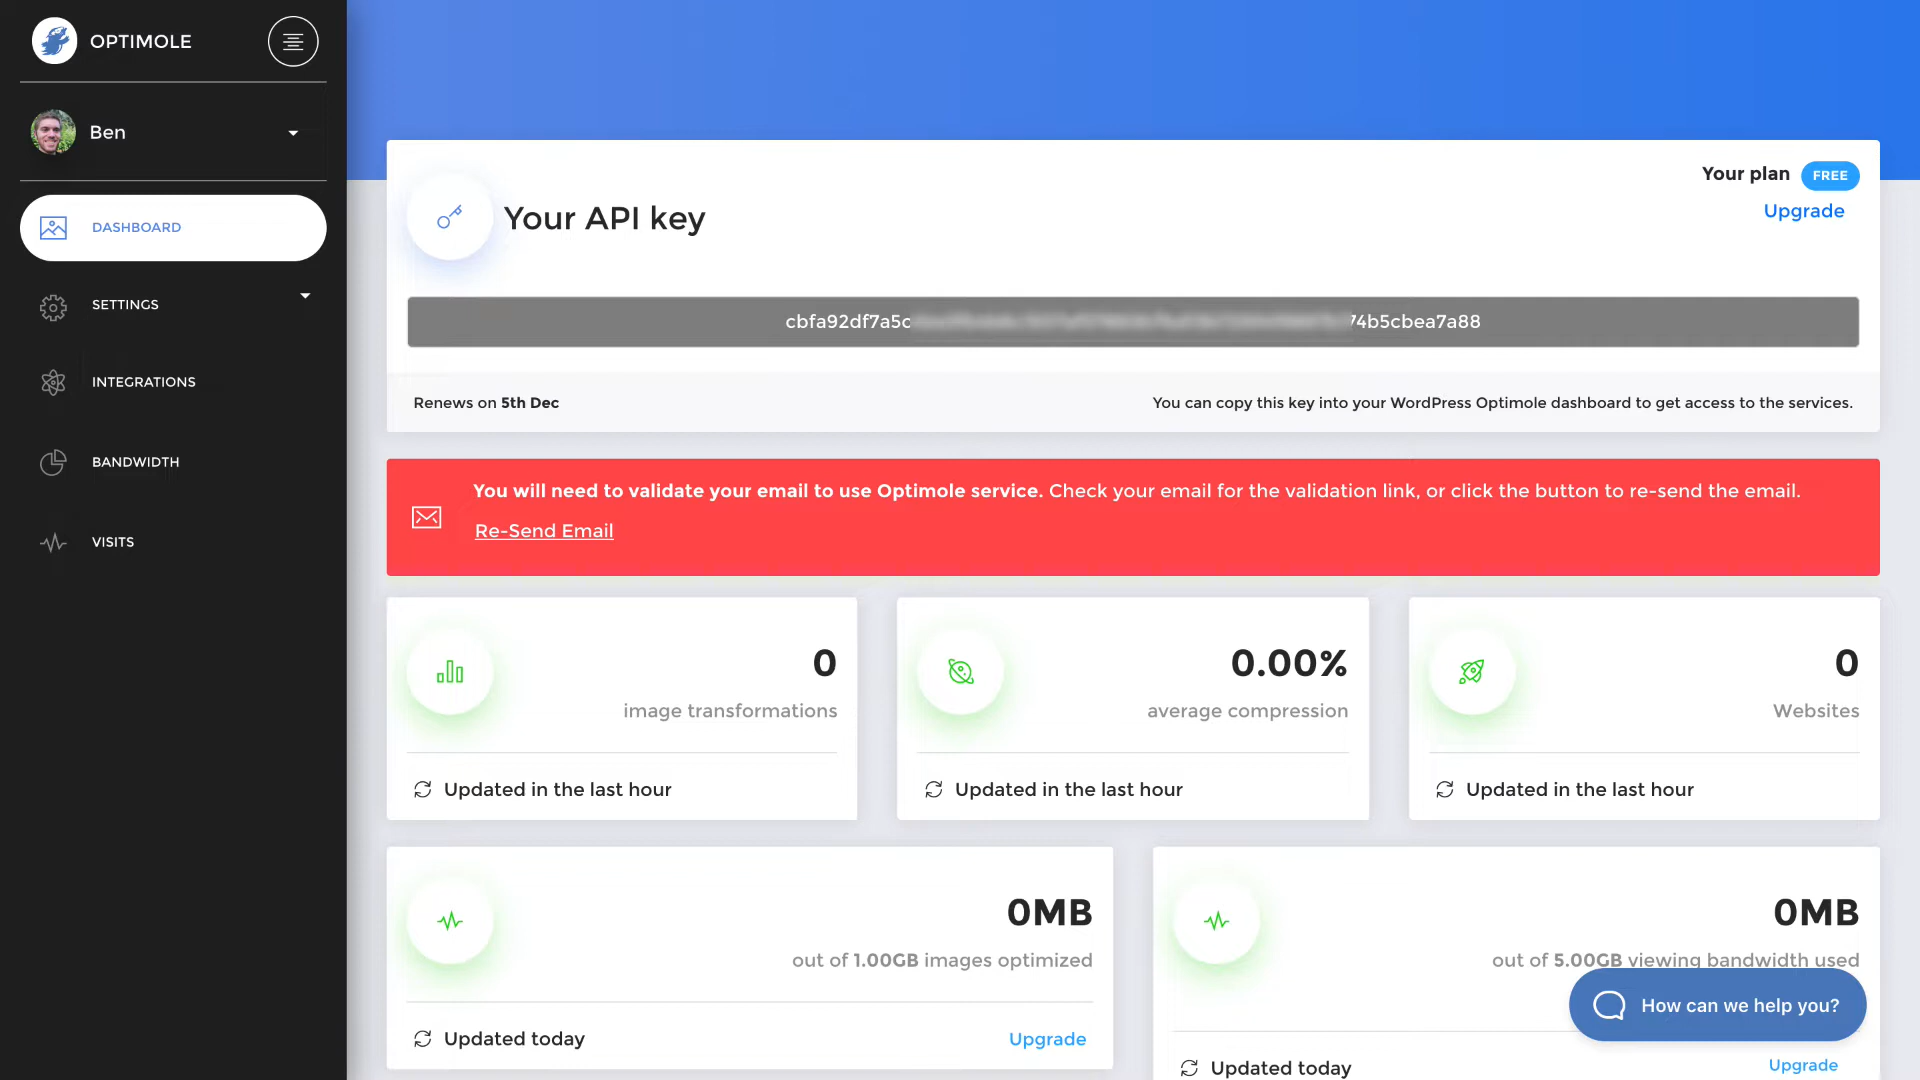 OPTIMOLE
Ben
DASHBOARD
SETTINGS
INTEGRATIONS
BANDWIDTH
VISITS
Your plan FREE
Upgrade
Your API key
cbfa92df7a5c 74b5cbea7a88
Renews on 5th Dec
You can copy this key into your WordPress Optimole dashboard to get access to the services.
You will need to validate your email to use Optimole service. Check your email for the validation link, or click the button to re-send the email.
Re-Send Email
0
image transformations
Updated in the last hour
0.00%
average compression
Updated in the last hour
0
Websites
Updated in the last hour
0MB
out of 1.00GB images optimized
Updated today Upgrade
0MB
out of 5.00GB viewing bandwidth used
How can we help you?
Updated today Upgrade